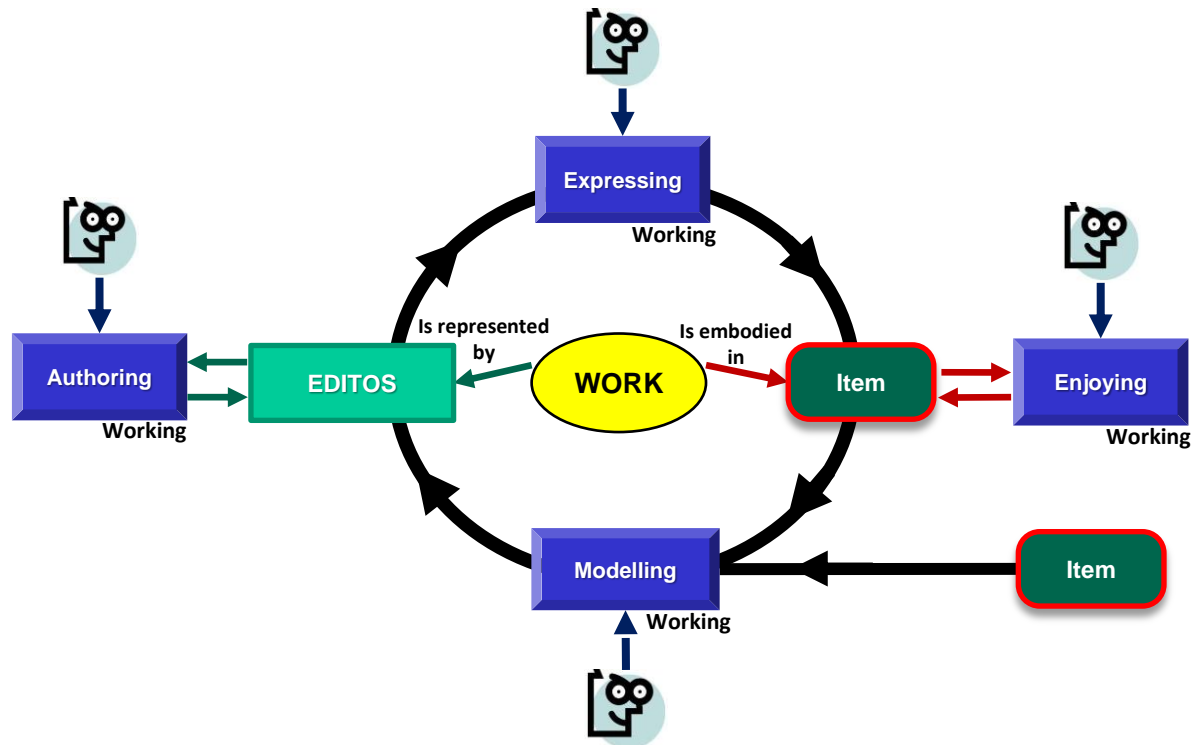 Expressing
Working
Is represented
by
Is embodied
in
Authoring
Working
EDITOS
WORK
Item
Enjoying
Working
Modelling
Working
Item